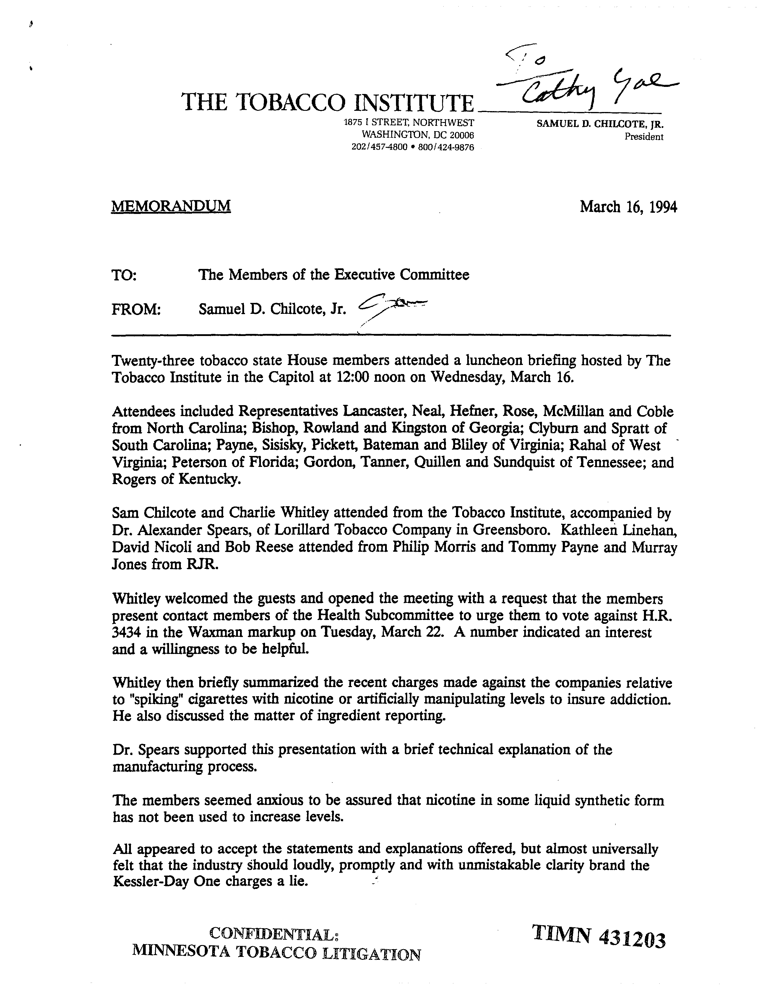 To
Cathy Yoe
THE TOBACCO INSTITUTE
1875 I STREET, NORTHWEST
WASHINGTON, DC 20006
202/457-4800 • 800/424-9876
SAMUEL D. CHILCOTE, JR.
President
MEMORANDUM
March 16, 1994
TO: The Members of the Executive Committee
FROM: Samuel D. Chilcote, Jr.
Twenty-three tobacco state House members attended a luncheon briefing hosted by The
Tobacco Institute in the Capitol at 12:00 noon on Wednesday, March 16.
Attendees included Representatives Lancaster, Neal, Hefner, Rose, McMillan and Coble
from North Carolina; Bishop, Rowland and Kingston of Georgia; Clyburn and Spratt of
South Carolina; Payne, Sisisky, Pickett, Bateman and Bliley of Virginia; Rahal of West
Virginia; Peterson of Florida; Gordon, Tanner, Quillen and Sundquist of Tennessee; and
Rogers of Kentucky.
Sam Chilcote and Charlie Whitley attended from the Tobacco Institute, accompanied by
Dr. Alexander Spears, of Lorillard Tobacco Company in Greensboro. Kathleen Linehan,
David Nicoli and Bob Reese attended from Philip Morris and Tommy Payne and Murray
Jones from RJR.
Whitley welcomed the guests and opened the meeting with a request that the members
present contact members of the Health Subcommittee to urge them to vote against H.R.
3434 in the Waxman markup on Tuesday, March 22. A number indicated an interest
and a willingness to be helpful.
Whitley then briefly summarized the recent charges made against the companies relative
to "spiking" cigarettes with nicotine or artificially manipulating levels to insure addiction.
He also discussed the matter of ingredient reporting.
Dr. Spears supported this presentation with a brief technical explanation of the
manufacturing process.
The members seemed anxious to be assured that nicotine in some liquid synthetic form
has not been used to increase levels.
All appeared to accept the statements and explanations offered, but almost universally
felt that the industry should loudly, promptly and with unmistakable clarity brand the
Kessler-Day One charges a lie.
CONFIDENTIAL:
MINNESOTA TOBACCO LITIGATION
TIMN 431203